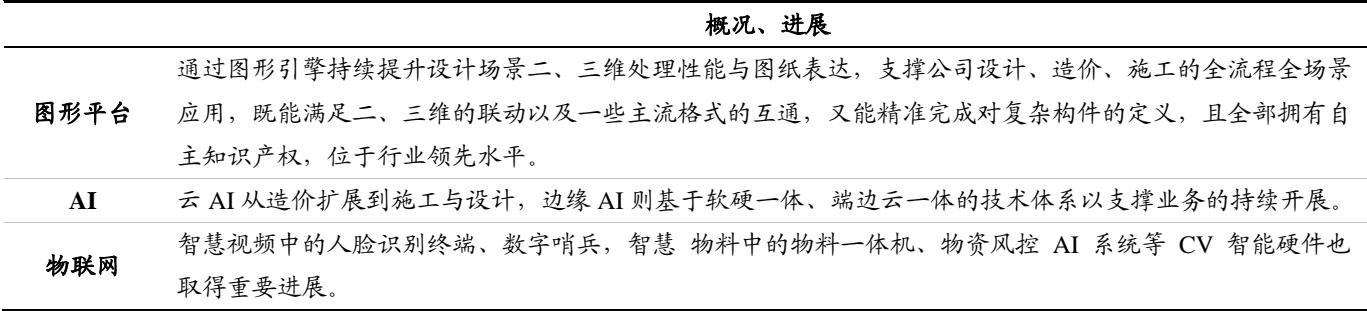 概况、进展
通过图形引擎持续提升设计场景二、三维处理性能与图纸表达，支撑公司设计、造价、施工的全流程全场景
图形平台 应用，既能满足二、三维的联动以及一些主流格式的互通，又能精准完成对复杂构件的定义，且全部拥有自
主知识产权，位于行业领先水平。
AI 云 AI 从造价扩展到施工与设计，边缘 AI 则基于软硬一体、端边云一体的技术体系以支撑业务的持续开展。
智慧视频中的人脸识别终端、数字哨兵，智慧 物料中的物料一体机、物资风控 AI 系统等 CV 智能硬件也
物联网
取得重要进展。